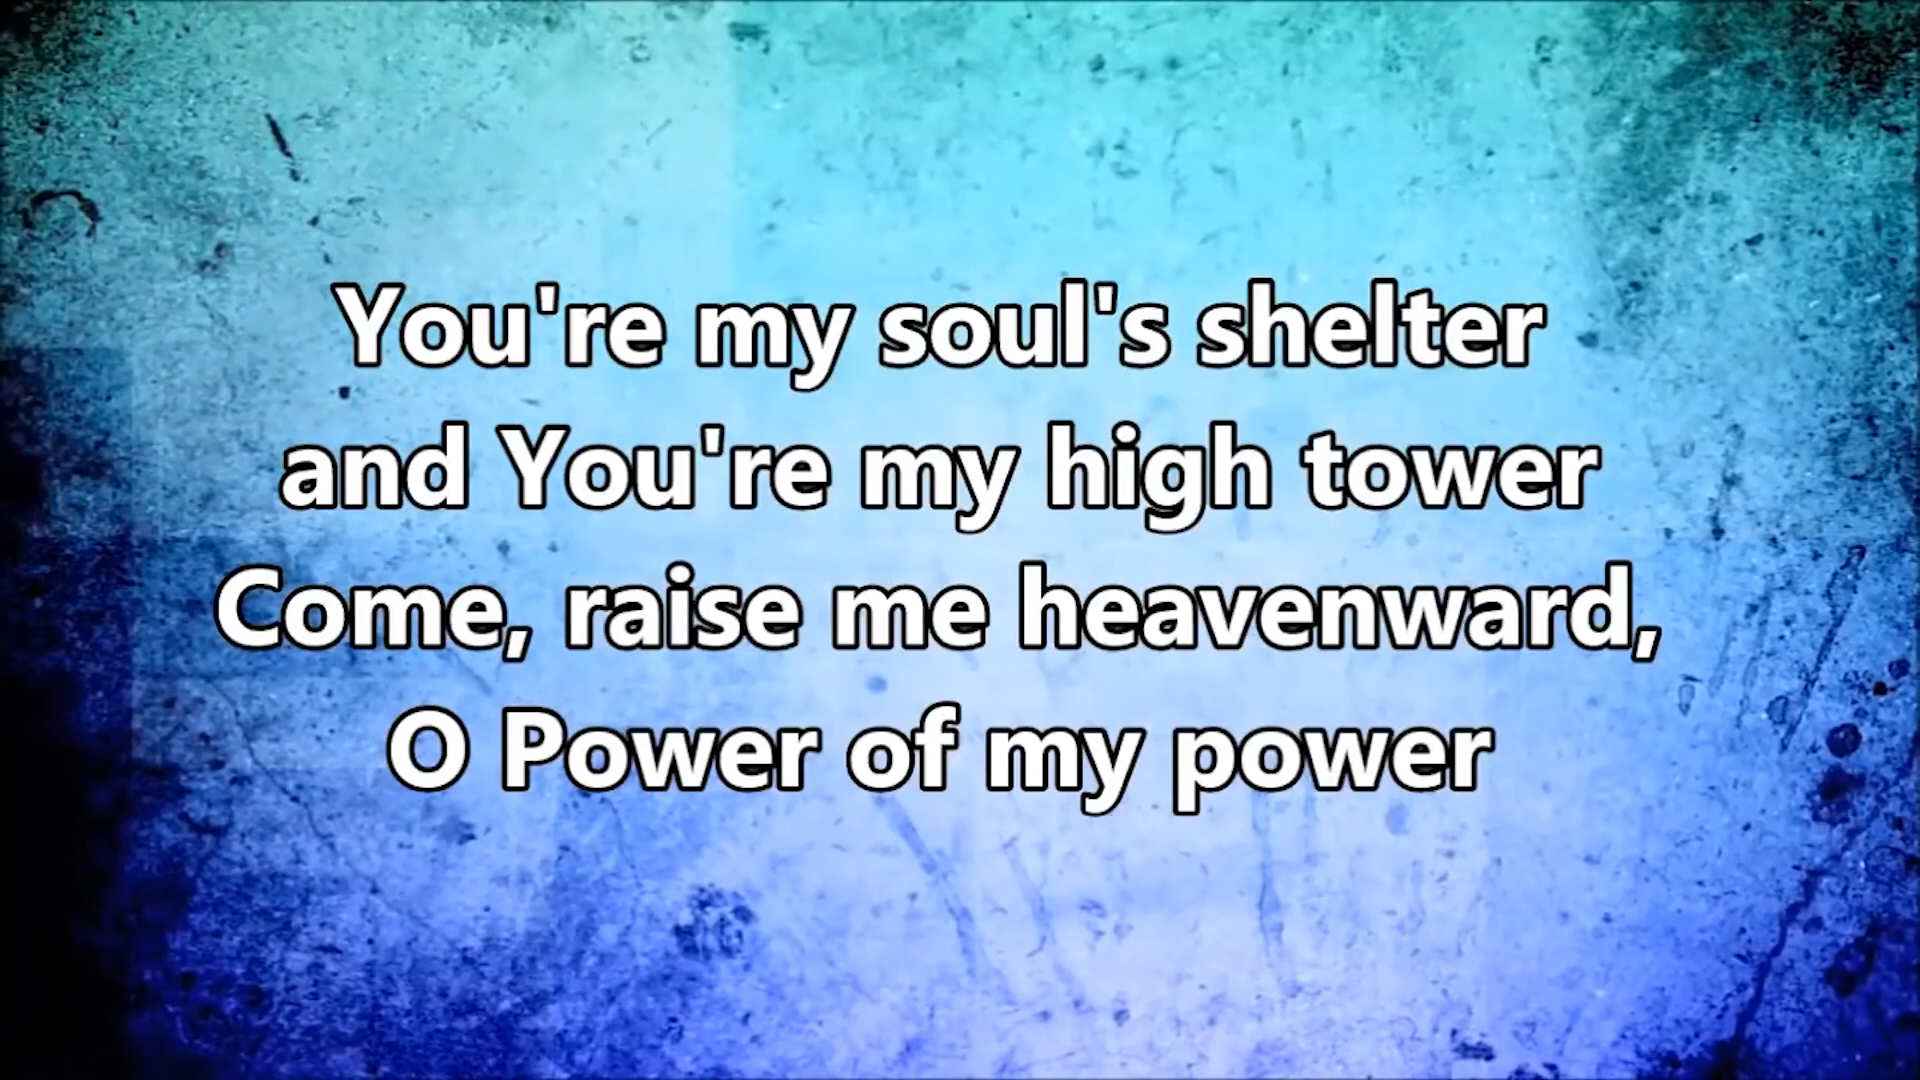 You're my soul's shelter
and You're my high tower
Come, raise me heavenward,
O Power of my power